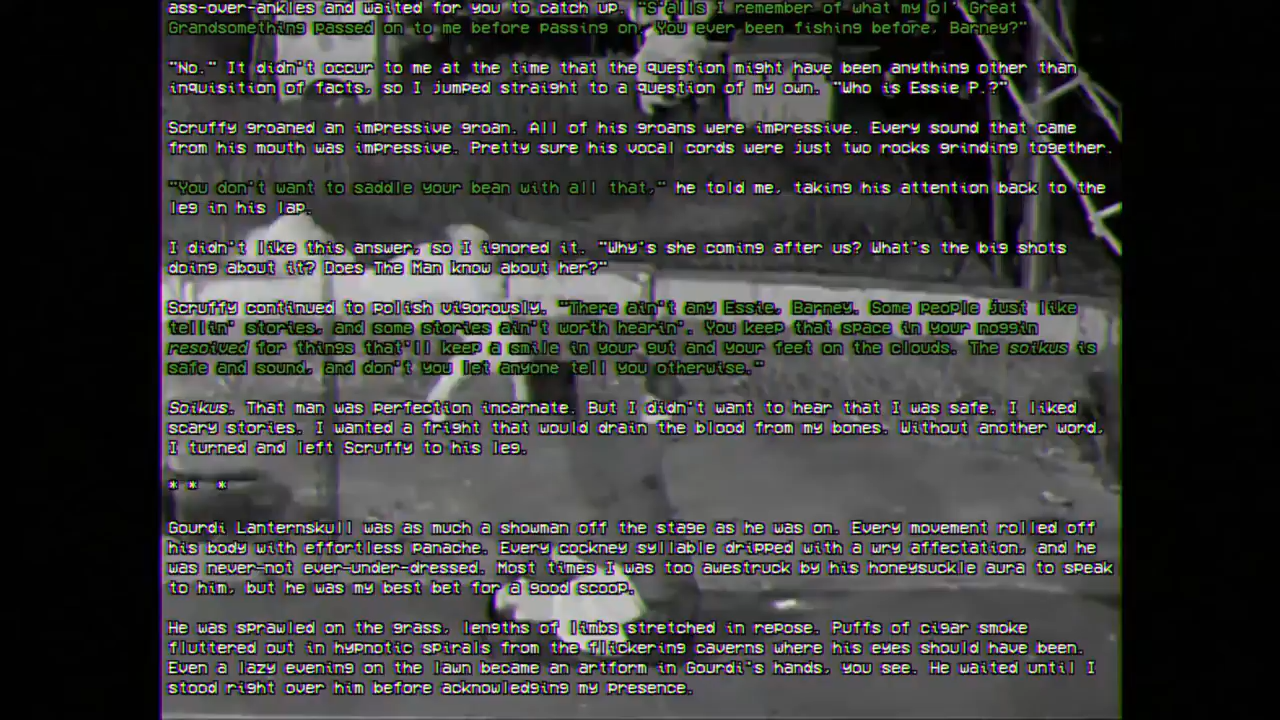 ass-over-ankles and waited for you to catch up. "S'alls I remember of what my ol' Great
Grandsomething passed on to me before passing on. You ever been fishing before, Barney?"
"No." It didn't occur to me at the time that the question might have been anything other than
inquisition of facts, so I jumped straight to a question of my own. "Who is Essie P.?"
Scruffy groaned an impressive groan. All of his groans were impressive. Every sound that came
from his mouth was impressive. Pretty sure his vocal cords were just two rocks grinding together.
"You don't want to saddle your bean with all that," he told me, taking his attention back to the
leg in his lap.
I didn't like this answer, so I ignored it. "Why's she coming after us? What's the big shots
doing about it? Does The Man know about her?"
Scruffy continued to polish vigorously. "There ain't any Essie, Barney. Some people just like
tellin' stories, and some stories ain't worth hearin'. You keep that space in your noggin
resoived for things that'll keep a smile in your gut and your feet on the clouds. The soikus is
safe and sound, and don't you let anyone tell you otherwise."
Soikus. That man was perfection incarnate. But I didn't want to hear that I was safe. I liked
scary stories. I wanted a fright that would drain the blood from my bones. Without another word,
I turned and left Scruffy to his leg.
* * *
Gourdi Lanternskull was as much a showman off the stage as he was on. Every movement rolled off
his body with effortless panache. Every cockney syllable dripped with a wry affectation, and he
was never-not ever-under-dressed. Most times I was too awestruck by his honeysuckle aura to speak
to him, but he was my best bet for a good scoop.
He was sprawled on the grass, lengths of limbs stretched in repose. Puffs of cigar smoke
fluttered out in hypnotic spirals from the flickering caverns where his eyes should have been.
Even a lazy evening on the lawn became an artform in Gourdi's hands, you see. He waited until I
stood right over him before acknowledging my presence.